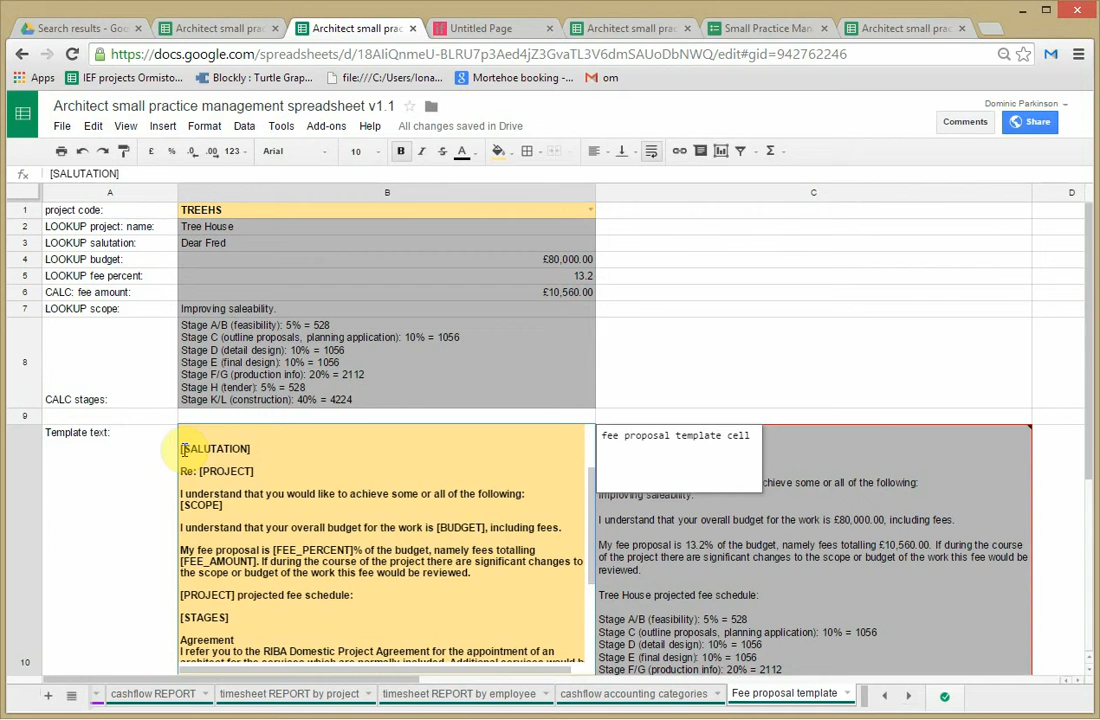 Search results - Goo
Architect small prac
Architect small prac
Untitled Page
Architect small prac
Small Practice Man
Architect small prac
https://docs.google.com/spreadsheets/d/18AliQnmeU-BLRU7p3Aed4jZ3GvaTL3V6dmSAUoDbNWQ/edit#gid=942762246
Apps
IEF projects Ormisto...
Blockly : Turtle Grap...
file:///C:/Users/Iona...
Mortehoe booking -...
om
Architect small practice management spreadsheet v1.1
Dominic Parkinson
File Edit View Insert Format Data Tools Add-ons Help All changes saved in Drive
Comments
Share
£ % .0 .00 123 Arial 10 B I S A Σ
fx [SALUTATION]
A B C D
1 project code: TREEHS
2 LOOKUP project: name: Tree House
3 LOOKUP salutation: Dear Fred
4 LOOKUP budget: £80,000.00
5 LOOKUP fee percent: 13.2
6 CALC: fee amount: £10,560.00
7 LOOKUP scope: Improving saleability.
Stage A/B (feasibility): 5% = 528
Stage C (outline proposals, planning application): 10% = 1056
Stage D (detail design): 10% = 1056
Stage E (final design): 10% = 1056
Stage F/G (production info): 20% = 2112
Stage H (tender): 5% = 528
Stage K/L (construction): 40% = 4224
8 CALC stages:
9
10 Template text:
[SALUTATION]
Re: [PROJECT]
I understand that you would like to achieve some or all of the following:
[SCOPE]
I understand that your overall budget for the work is [BUDGET], including fees.
My fee proposal is [FEE_PERCENT]% of the budget, namely fees totalling
[FEE_AMOUNT]. If during the course of the project there are significant changes to
the scope or budget of the work this fee would be reviewed.
[PROJECT] projected fee schedule:
[STAGES]
Agreement
I refer you to the RIBA Domestic Project Agreement for the appointment of an
architect for the services which are normally included. Additional services would b
fee proposal template cell
chieve some or all of the following:
Improving saleability.
I understand that your overall budget for the work is £80,000.00, including fees.
My fee proposal is 13.2% of the budget, namely fees totalling £10,560.00. If during the course
of the project there are significant changes to the scope or budget of the work this fee would be
reviewed.
Tree House projected fee schedule:
Stage A/B (feasibility): 5% = 528
Stage C (outline proposals, planning application): 10% = 1056
Stage D (detail design): 10% = 1056
Stage E (final design): 10% = 1056
Stage F/G (production info): 20% = 2112
cashflow REPORT
timesheet REPORT by project
timesheet REPORT by employee
cashflow accounting categories
Fee proposal template